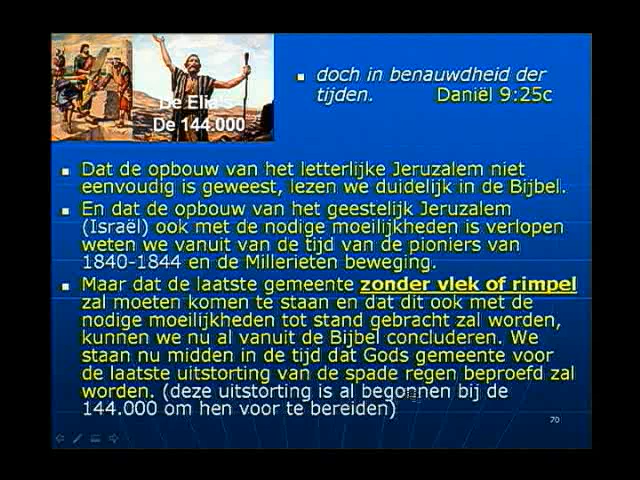 De Elia's
De 144.000
▪ doch in benauwdheid der
tijden. Daniël 9:25c
▪ Dat de opbouw van het letterlijke Jeruzalem niet
eenvoudig is geweest, lezen we duidelijk in de Bijbel.
▪ En dat de opbouw van het geestelijk Jeruzalem
(Israël) ook met de nodige moeilijkheden is verlopen
weten we vanuit van de tijd van de pioniers van
1840-1844 en de Millerieten beweging.
▪ Maar dat de laatste gemeente zonder vlek of rimpel
zal moeten komen te staan en dat dit ook met de
nodige moeilijkheden tot stand gebracht zal worden,
kunnen we nu al vanuit de Bijbel concluderen. We
staan nu midden in de tijd dat Gods gemeente voor
de laatste uitstorting van de spade regen beproefd zal
worden. (deze uitstorting is al begonnen bij de
144.000 om hen voor te bereiden)
70